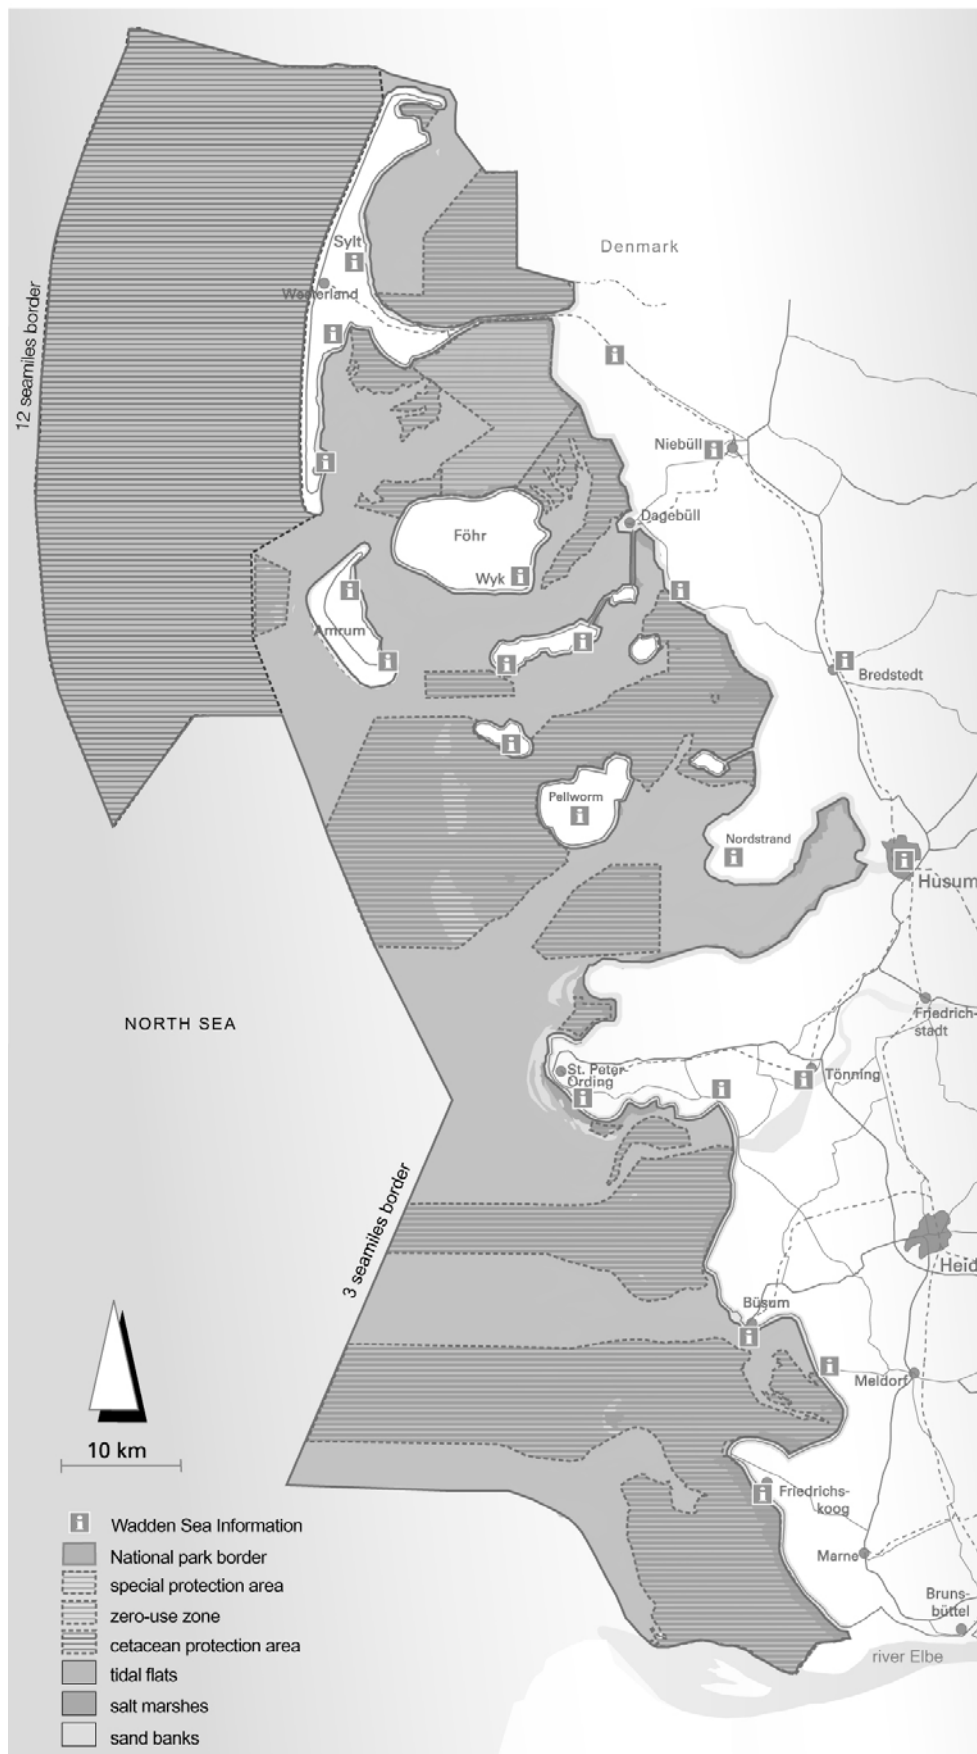 Denmark
Sylt
Westerland
12 seamiles border
Niebüll
Dagebüll
Föhr
Wyk
Amrum
Bredstedt
Pellworm
Nordstrand
Husum
NORTH SEA
Friedrich-
stadt
St. Peter-
Ording
Tönning
3 seamiles border
Heid
Büsum
Meldorf
10 km
Friedrichs-
koog
Marne
Bruns-
büttel
river Elbe
i Wadden Sea Information
National park border
special protection area
zero-use zone
cetacean protection area
tidal flats
salt marshes
sand banks